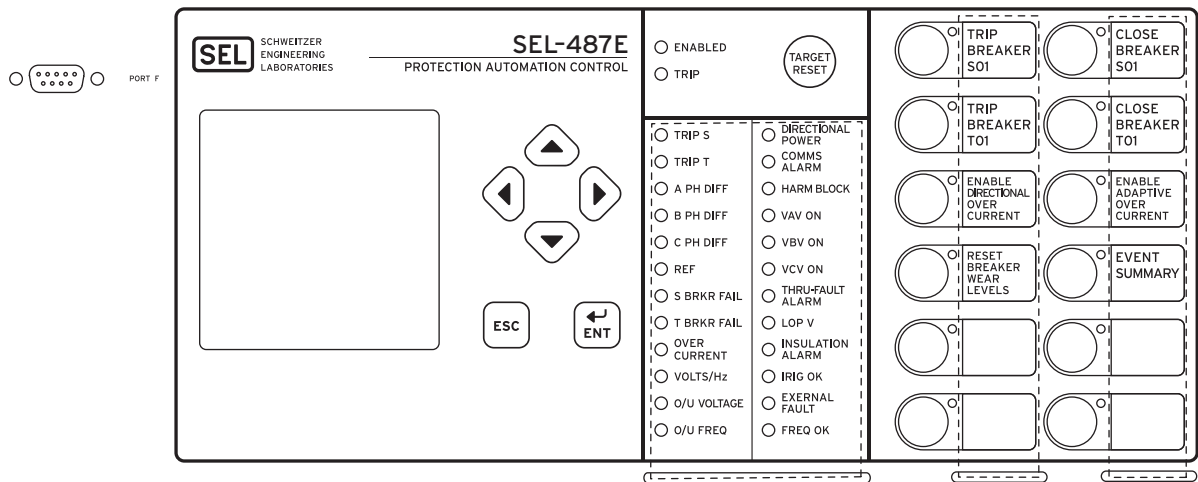 PORT F
SEL
SCHWEITZER
ENGINEERING
LABORATORIES
SEL-487E
PROTECTION AUTOMATION CONTROL
ESC
ENT
ENABLED
TRIP
TARGET
RESET
TRIP S
TRIP T
A PH DIFF
B PH DIFF
C PH DIFF
REF
S BRKR FAIL
T BRKR FAIL
OVER
CURRENT
VOLTS/Hz
O/U VOLTAGE
O/U FREQ
DIRECTIONAL
POWER
COMMS
ALARM
HARM BLOCK
VAV ON
VBV ON
VCV ON
THRU-FAULT
ALARM
LOP V
INSULATION
ALARM
IRIG OK
EXERNAL
FAULT
FREQ OK
TRIP
BREAKER
S01
CLOSE
BREAKER
S01
TRIP
BREAKER
T01
CLOSE
BREAKER
T01
ENABLE
DIRECTIONAL
OVER
CURRENT
ENABLE
ADAPTIVE
OVER
CURRENT
RESET
BREAKER
WEAR
LEVELS
EVENT
SUMMARY